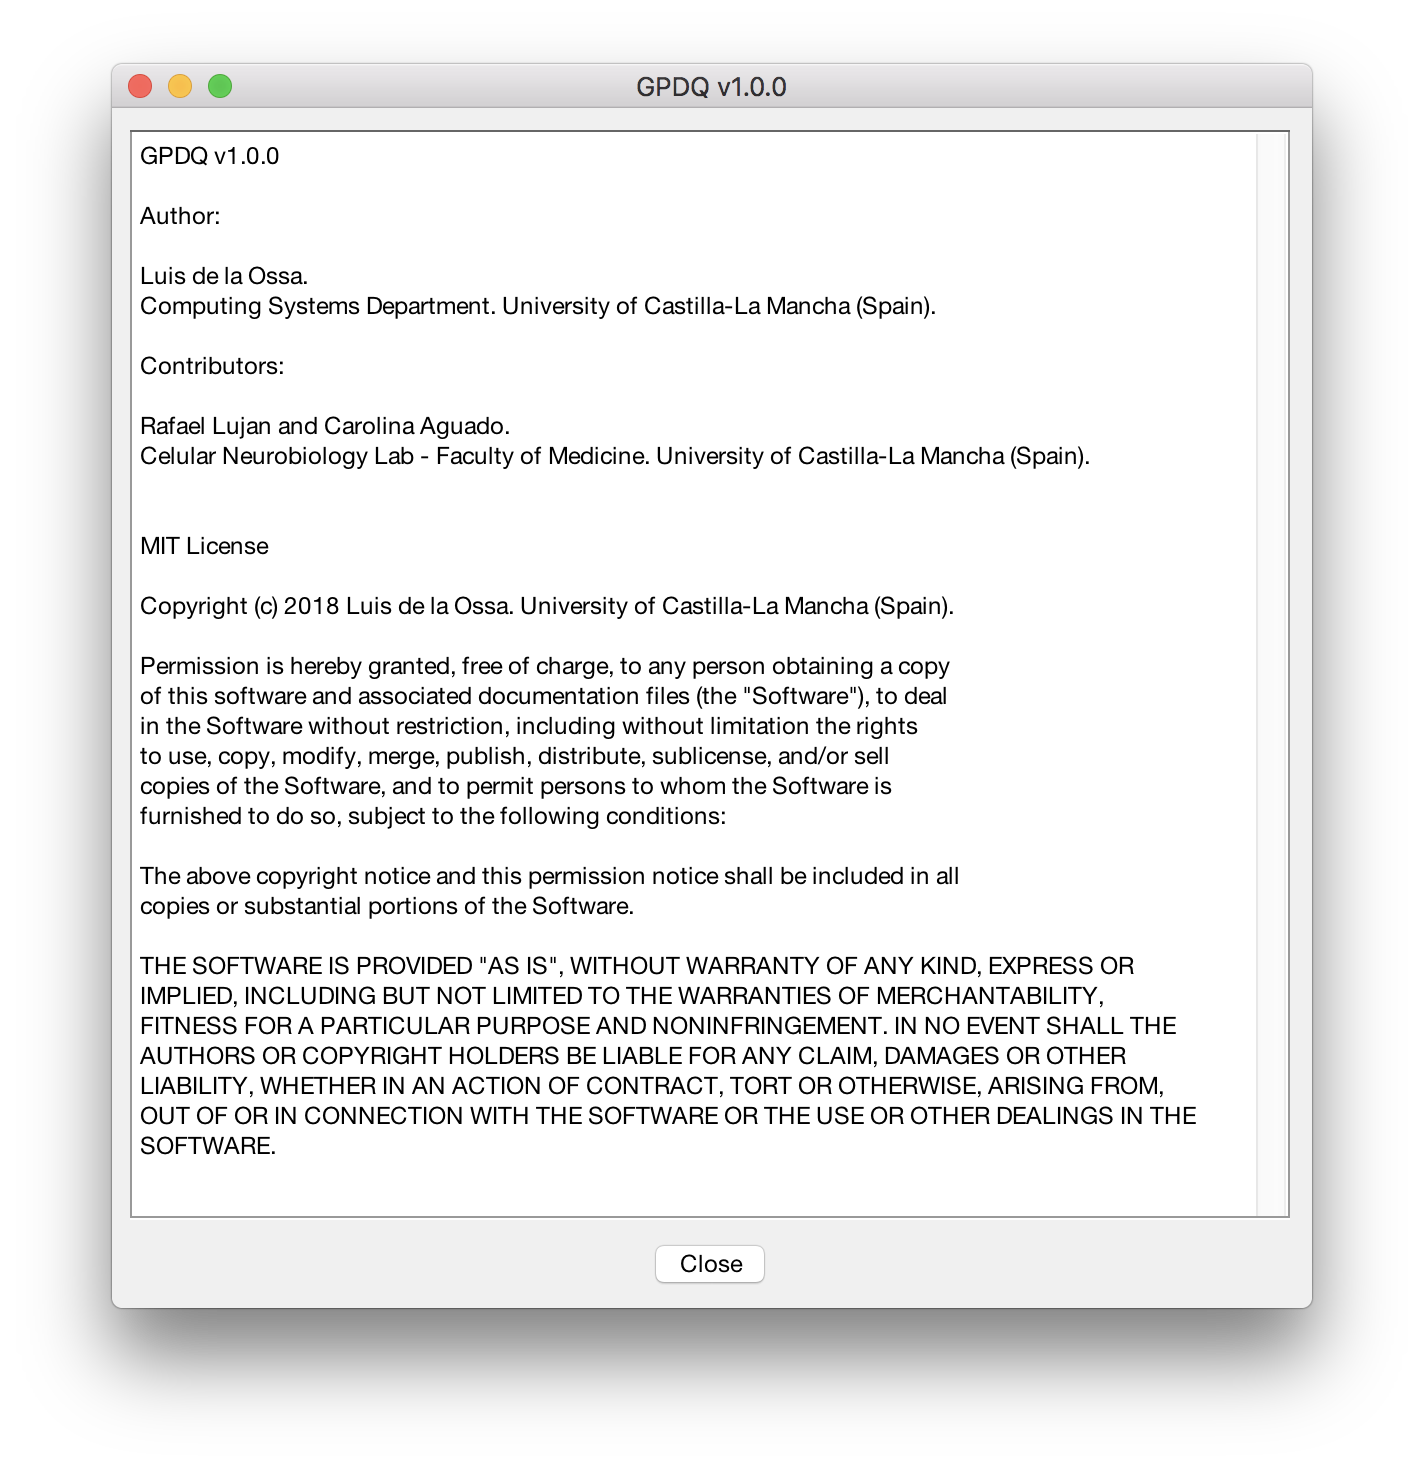 GPDQ v1.0.0
GPDQ v1.0.0
Author:
Luis de la Ossa.
Computing Systems Department. University of Castilla-La Mancha (Spain).
Contributors:
Rafael Lujan and Carolina Aguado.
Celular Neurobiology Lab - Faculty of Medicine. University of Castilla-La Mancha (Spain).
MIT License
Copyright (c) 2018 Luis de la Ossa. University of Castilla-La Mancha (Spain).
Permission is hereby granted, free of charge, to any person obtaining a copy
of this software and associated documentation files (the "Software"), to deal
in the Software without restriction, including without limitation the rights
to use, copy, modify, merge, publish, distribute, sublicense, and/or sell
copies of the Software, and to permit persons to whom the Software is
furnished to do so, subject to the following conditions:
The above copyright notice and this permission notice shall be included in all
copies or substantial portions of the Software.
THE SOFTWARE IS PROVIDED "AS IS", WITHOUT WARRANTY OF ANY KIND, EXPRESS OR
IMPLIED, INCLUDING BUT NOT LIMITED TO THE WARRANTIES OF MERCHANTABILITY,
FITNESS FOR A PARTICULAR PURPOSE AND NONINFRINGEMENT. IN NO EVENT SHALL THE
AUTHORS OR COPYRIGHT HOLDERS BE LIABLE FOR ANY CLAIM, DAMAGES OR OTHER
LIABILITY, WHETHER IN AN ACTION OF CONTRACT, TORT OR OTHERWISE, ARISING FROM,
OUT OF OR IN CONNECTION WITH THE SOFTWARE OR THE USE OR OTHER DEALINGS IN THE
SOFTWARE.
Close